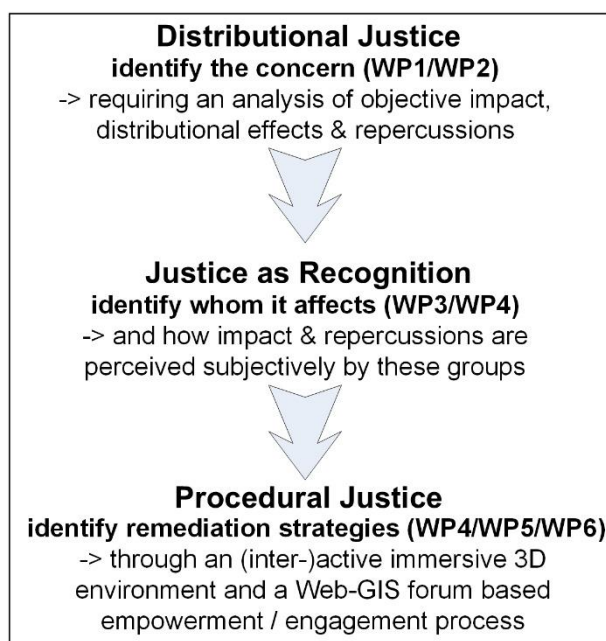 Distributional Justice
identify the concern (WP1/WP2)
-> requiring an analysis of objective impact,
distributional effects & repercussions
Justice as Recognition
identify whom it affects (WP3/WP4)
-> and how impact & repercussions are
perceived subjectively by these groups
Procedural Justice
identify remediation strategies (WP4/WP5/WP6)
-> through an (inter-)active immersive 3D
environment and a Web-GIS forum based
empowerment / engagement process